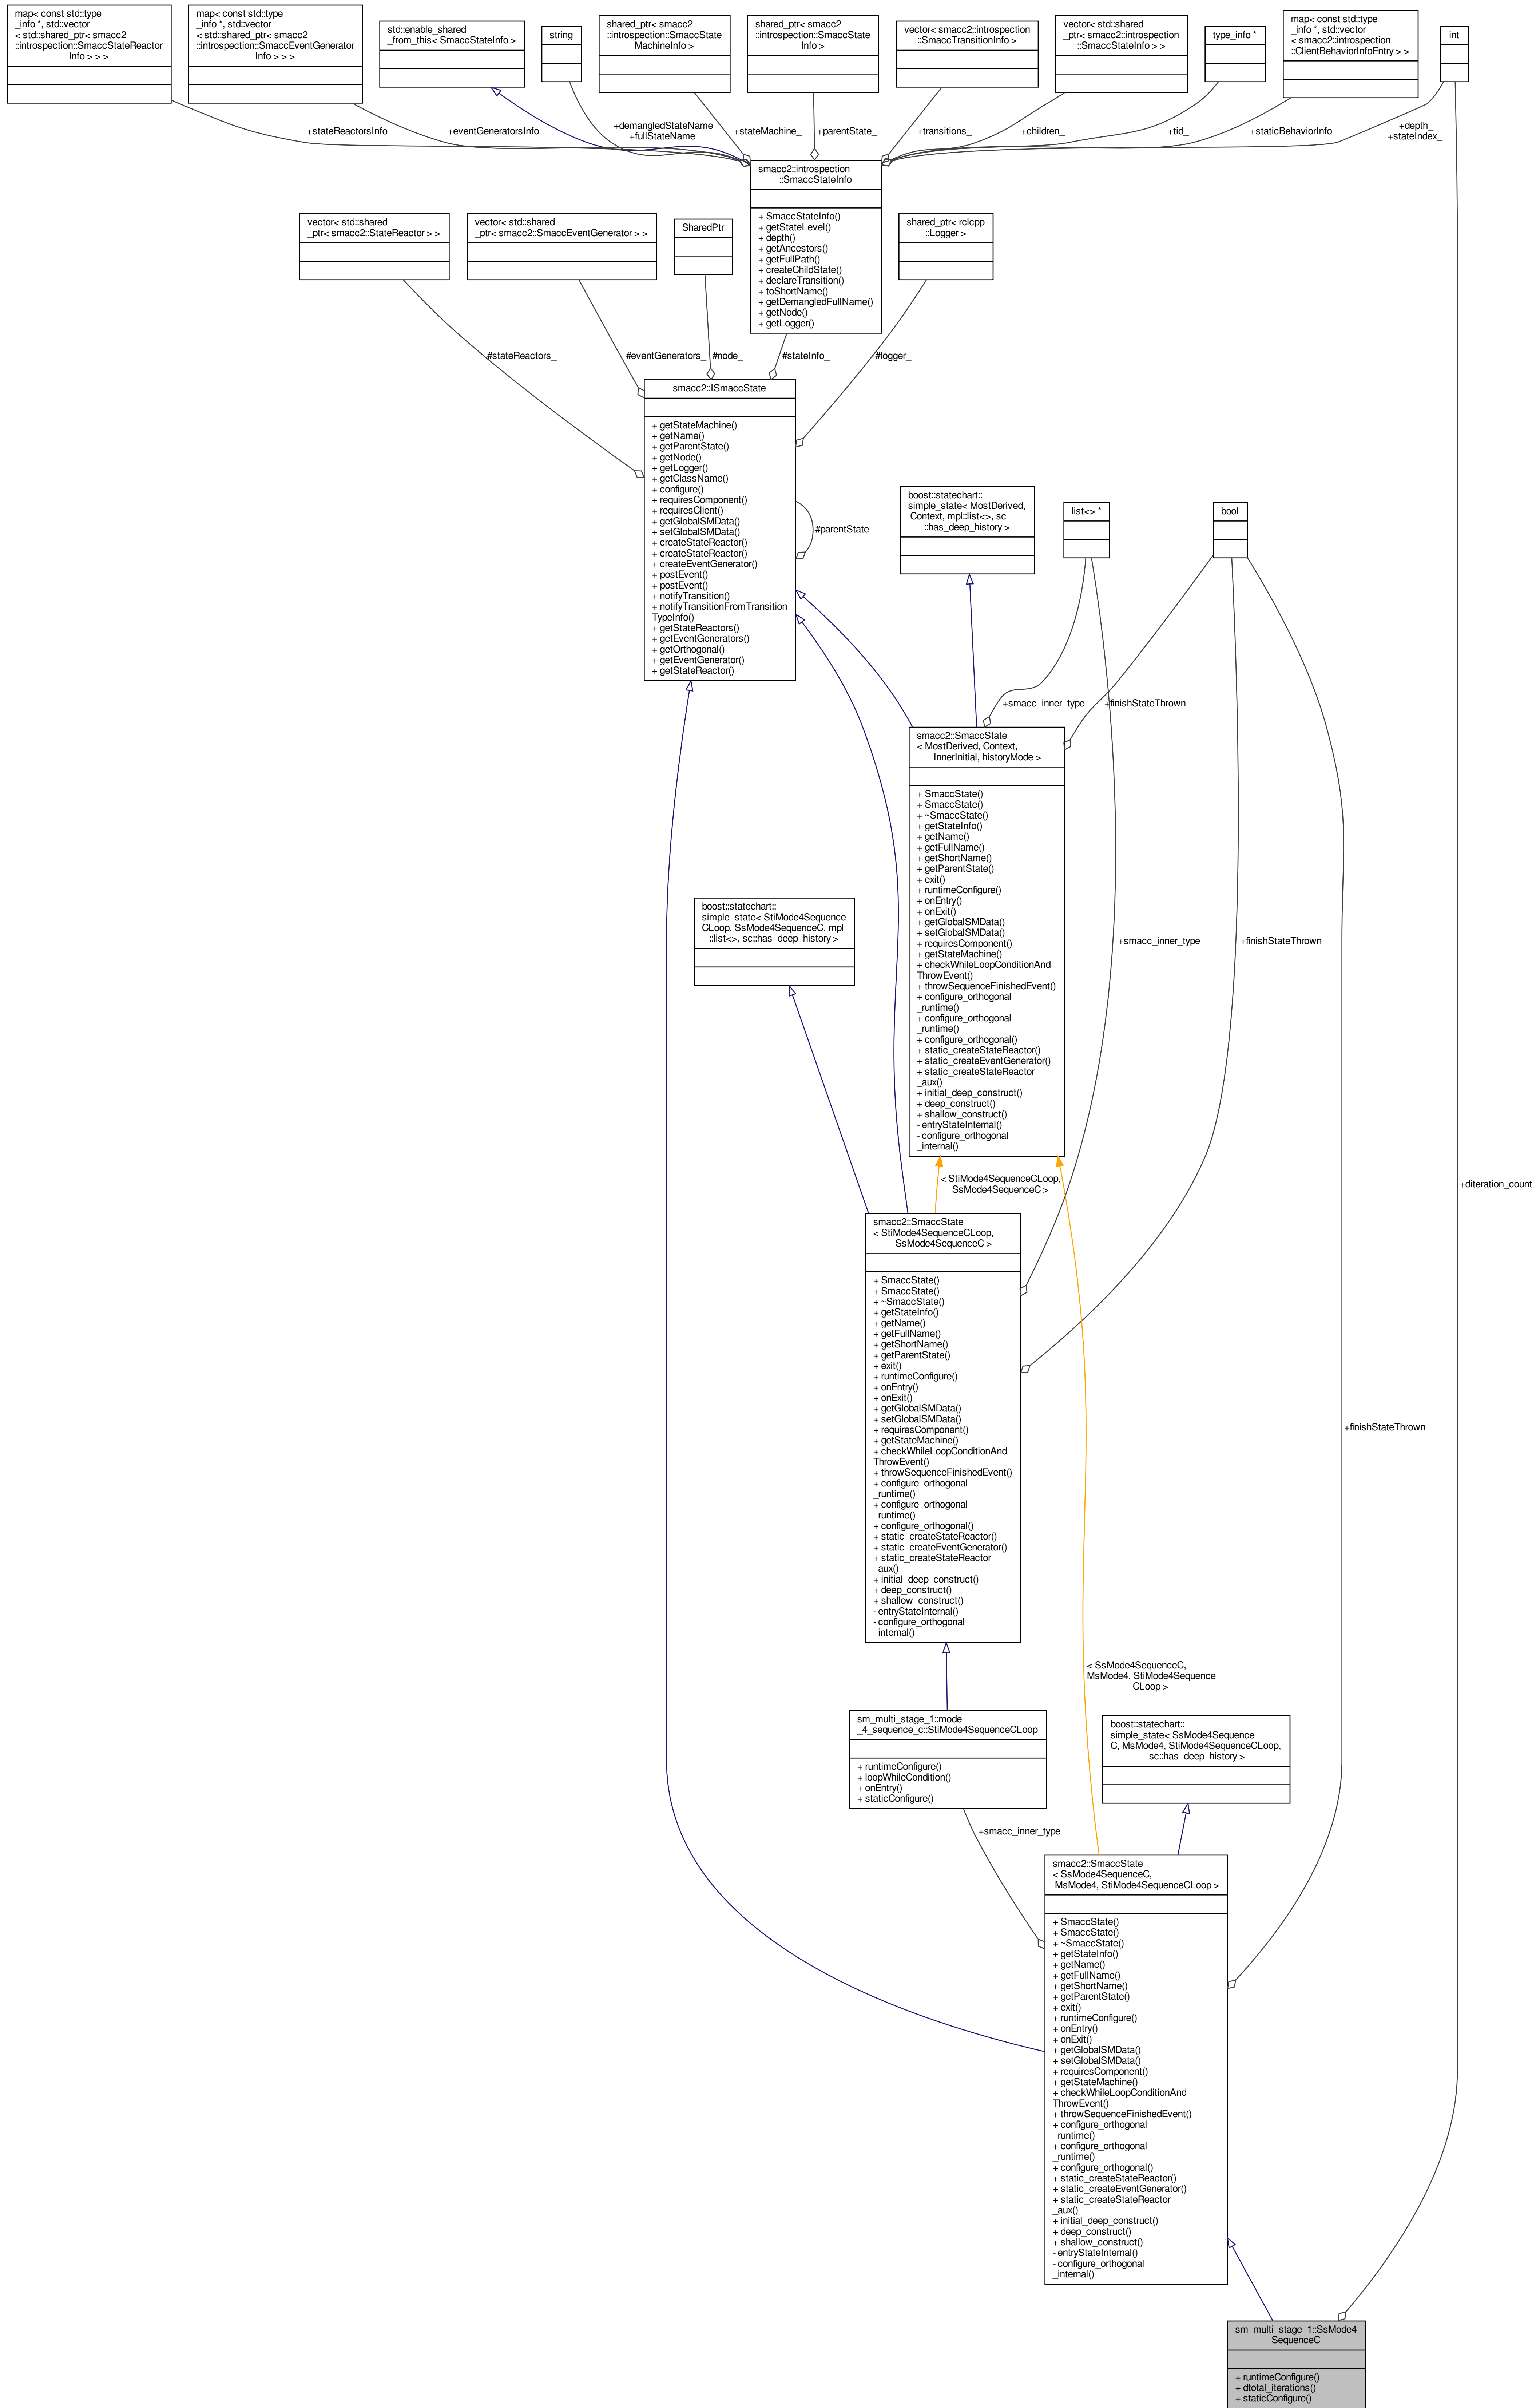 map< const std::type
_info *, std::vector
< std::shared_ptr< smacc2
::introspection::SmaccStateReactor
Info > > >
map< const std::type
_info *, std::vector
< std::shared_ptr< smacc2
::introspection::SmaccEventGenerator
Info > > >
std::enable_shared
_from_this< SmaccStateInfo >
string
shared_ptr< smacc2
::introspection::SmaccState
MachineInfo >
shared_ptr< smacc2
::introspection::SmaccState
Info >
vector< smacc2::introspection
::SmaccTransitionInfo >
vector< std::shared
_ptr< smacc2::introspection
::SmaccStateInfo > >
type_info *
map< const std::type
_info *, std::vector
< smacc2::introspection
::ClientBehaviorInfoEntry > >
int
+stateReactorsInfo
+eventGeneratorsInfo
+demangledStateName
+fullStateName
+stateMachine_
+parentState_
+transitions_
+children_
+tid_
+staticBehaviorInfo
+depth_
+stateIndex_
smacc2::introspection
::SmaccStateInfo
+ SmaccStateInfo()
+ getStateLevel()
+ depth()
+ getAncestors()
+ getFullPath()
+ createChildState()
+ declareTransition()
+ toShortName()
+ getDemangledFullName()
+ getNode()
+ getLogger()
vector< std::shared
_ptr< smacc2::StateReactor > >
vector< std::shared
_ptr< smacc2::SmaccEventGenerator > >
SharedPtr
shared_ptr< rclcpp
::Logger >
#stateReactors_
#eventGenerators_
#node_
#stateInfo_
#logger_
smacc2::ISmaccState
+ getStateMachine()
+ getName()
+ getParentState()
+ getNode()
+ getLogger()
+ getClassName()
+ configure()
+ requiresComponent()
+ requiresClient()
+ getGlobalSMData()
+ setGlobalSMData()
+ createStateReactor()
+ createStateReactor()
+ createEventGenerator()
+ postEvent()
+ postEvent()
+ notifyTransition()
+ notifyTransitionFromTransition
TypeInfo()
+ getStateReactors()
+ getEventGenerators()
+ getOrthogonal()
+ getEventGenerator()
+ getStateReactor()
#parentState_
boost::statechart::
simple_state< MostDerived,
Context, mpl::list<>, sc
::has_deep_history >
list<> *
bool
+smacc_inner_type
+finishStateThrown
smacc2::SmaccState
< MostDerived, Context,
InnerInitial, historyMode >
+ SmaccState()
+ SmaccState()
+ ~SmaccState()
+ getStateInfo()
+ getName()
+ getFullName()
+ getShortName()
+ getParentState()
+ exit()
+ runtimeConfigure()
+ onEntry()
+ onExit()
+ getGlobalSMData()
+ setGlobalSMData()
+ requiresComponent()
+ getStateMachine()
+ checkWhileLoopConditionAnd
ThrowEvent()
+ throwSequenceFinishedEvent()
+ configure_orthogonal
_runtime()
+ configure_orthogonal
_runtime()
+ configure_orthogonal()
+ static_createStateReactor()
+ static_createEventGenerator()
+ static_createStateReactor
_aux()
+ initial_deep_construct()
+ deep_construct()
+ shallow_construct()
- entryStateInternal()
- configure_orthogonal
_internal()
boost::statechart::
simple_state< StiMode4Sequence
CLoop, SsMode4SequenceC, mpl
::list<>, sc::has_deep_history >
+smacc_inner_type
+finishStateThrown
< StiMode4SequenceCLoop,
SsMode4SequenceC >
+diteration_count
smacc2::SmaccState
< StiMode4SequenceCLoop,
SsMode4SequenceC >
+ SmaccState()
+ SmaccState()
+ ~SmaccState()
+ getStateInfo()
+ getName()
+ getFullName()
+ getShortName()
+ getParentState()
+ exit()
+ runtimeConfigure()
+ onEntry()
+ onExit()
+ getGlobalSMData()
+ setGlobalSMData()
+ requiresComponent()
+ getStateMachine()
+ checkWhileLoopConditionAnd
ThrowEvent()
+ throwSequenceFinishedEvent()
+ configure_orthogonal
_runtime()
+ configure_orthogonal
_runtime()
+ configure_orthogonal()
+ static_createStateReactor()
+ static_createEventGenerator()
+ static_createStateReactor
_aux()
+ initial_deep_construct()
+ deep_construct()
+ shallow_construct()
- entryStateInternal()
- configure_orthogonal
_internal()
+finishStateThrown
< SsMode4SequenceC,
MsMode4, StiMode4Sequence
CLoop >
sm_multi_stage_1::mode
_4_sequence_c::StiMode4SequenceCLoop
+ runtimeConfigure()
+ loopWhileCondition()
+ onEntry()
+ staticConfigure()
boost::statechart::
simple_state< SsMode4Sequence
C, MsMode4, StiMode4SequenceCLoop,
sc::has_deep_history >
+smacc_inner_type
smacc2::SmaccState
< SsMode4SequenceC,
MsMode4, StiMode4SequenceCLoop >
+ SmaccState()
+ SmaccState()
+ ~SmaccState()
+ getStateInfo()
+ getName()
+ getFullName()
+ getShortName()
+ getParentState()
+ exit()
+ runtimeConfigure()
+ onEntry()
+ onExit()
+ getGlobalSMData()
+ setGlobalSMData()
+ requiresComponent()
+ getStateMachine()
+ checkWhileLoopConditionAnd
ThrowEvent()
+ throwSequenceFinishedEvent()
+ configure_orthogonal
_runtime()
+ configure_orthogonal
_runtime()
+ configure_orthogonal()
+ static_createStateReactor()
+ static_createEventGenerator()
+ static_createStateReactor
_aux()
+ initial_deep_construct()
+ deep_construct()
+ shallow_construct()
- entryStateInternal()
- configure_orthogonal
_internal()
sm_multi_stage_1::SsMode4
SequenceC
+ runtimeConfigure()
+ dtotal_iterations()
+ staticConfigure()